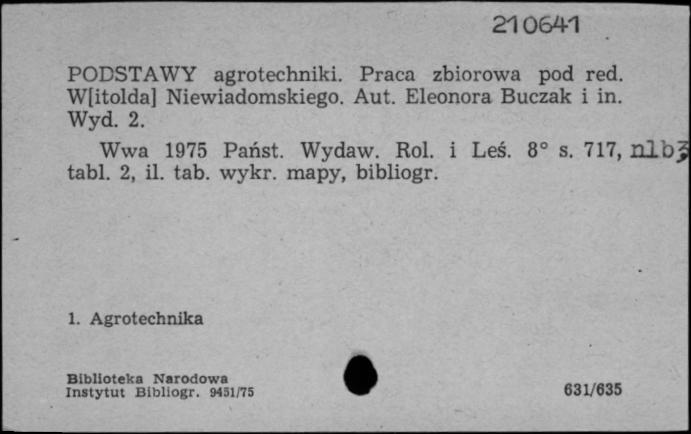 210641
PODSTAWY agrotechniki. Praca zbiorowa pod red.
W[itolda] Niewiadomskiego. Aut. Eleonora Buczak i in.
Wyd. 2.
Wwa 1975 Państ. Wydaw. Rol. i Leś. 8° s. 717, nlb3
tabl. 2, il. tab. wykr. mapy, bibliogr.
1. Agrotechnika
Biblioteka Narodowa
Instytut Bibliogr. 9451/75
631/635